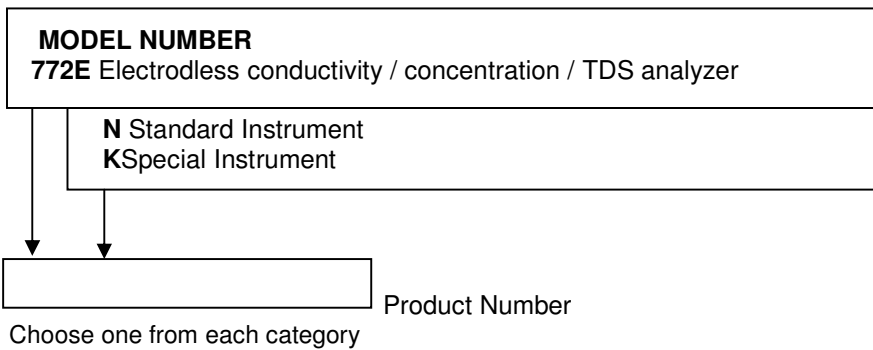 MODEL NUMBER
772E Electrodless conductivity / concentration / TDS analyzer
N Standard Instrument
KSpecial Instrument
Product Number
Choose one from each category